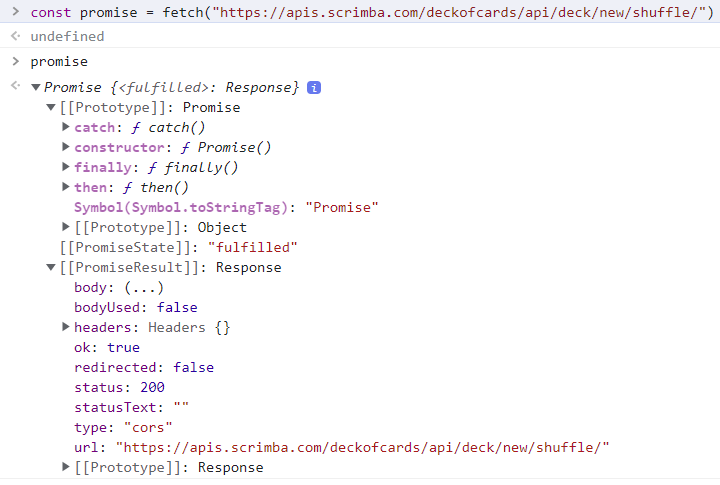 const promise = fetch("https://apis.scrimba.com/deckofcards/api/deck/new/shuffle/")
undefined
promise
Promise {<fulfilled>: Response} i
[[Prototype]]: Promise
catch: ƒ catch()
constructor: ƒ Promise()
finally: ƒ finally()
then: ƒ then()
Symbol(Symbol.toStringTag): "Promise"
[[Prototype]]: Object
[[PromiseState]]: "fulfilled"
[[PromiseResult]]: Response
body: (...)
bodyUsed: false
headers: Headers {}
ok: true
redirected: false
status: 200
statusText: ""
type: "cors"
url: "https://apis.scrimba.com/deckofcards/api/deck/new/shuffle/"
[[Prototype]]: Response